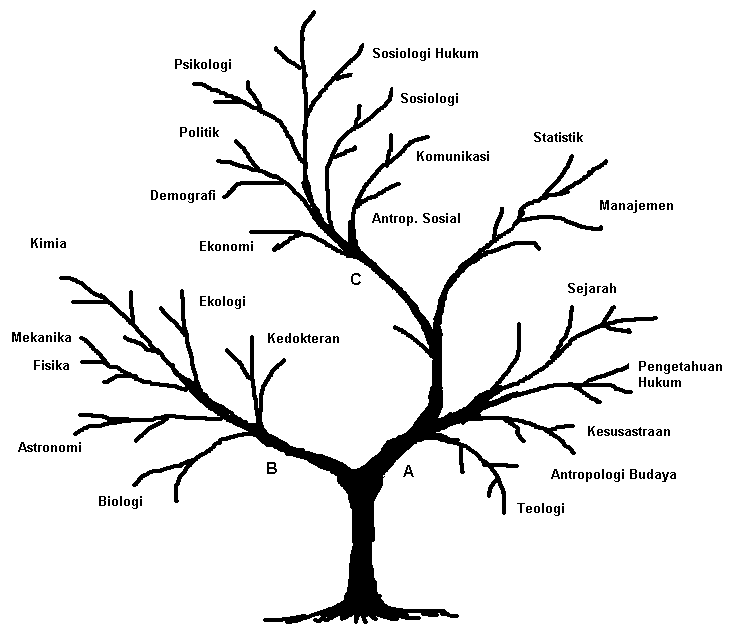 Sosiologi Hukum
Psikologi
Sosiologi
Politik
Statistik
Komunikasi
Demografi
Manajemen
Antrop. Sosial
Kimia
Ekonomi
C
Sejarah
Ekologi
Mekanika
Kedokteran
Fisika
Pengetahuan
Hukum
Kesusastraan
Astronomi
B
A
Antropologi Budaya
Biologi
Teologi